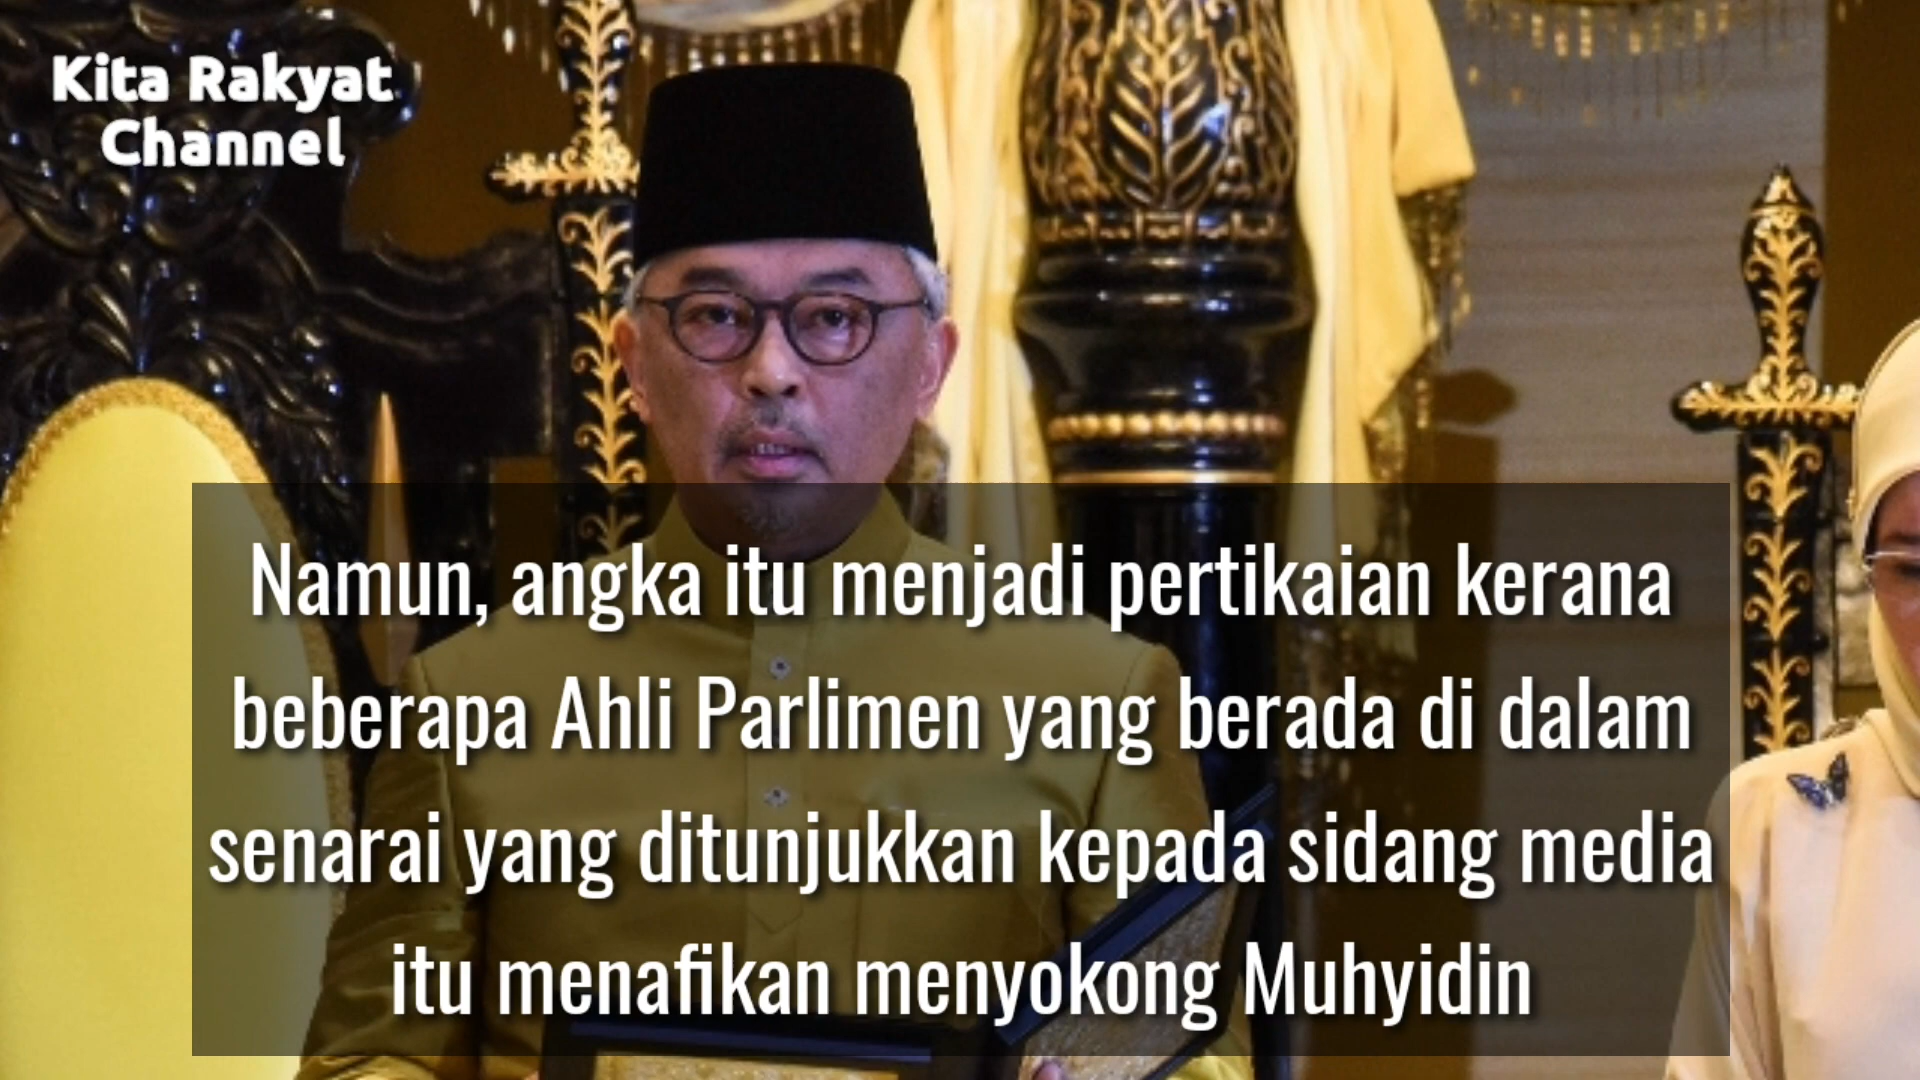 Kita Rakyat
Channel
Namun, angka itu menjadi pertikaian kerana
beberapa Ahli Parlimen yang berada di dalam
senarai yang ditunjukkan kepada sidang media
itu menafikan menyokong Muhyidin